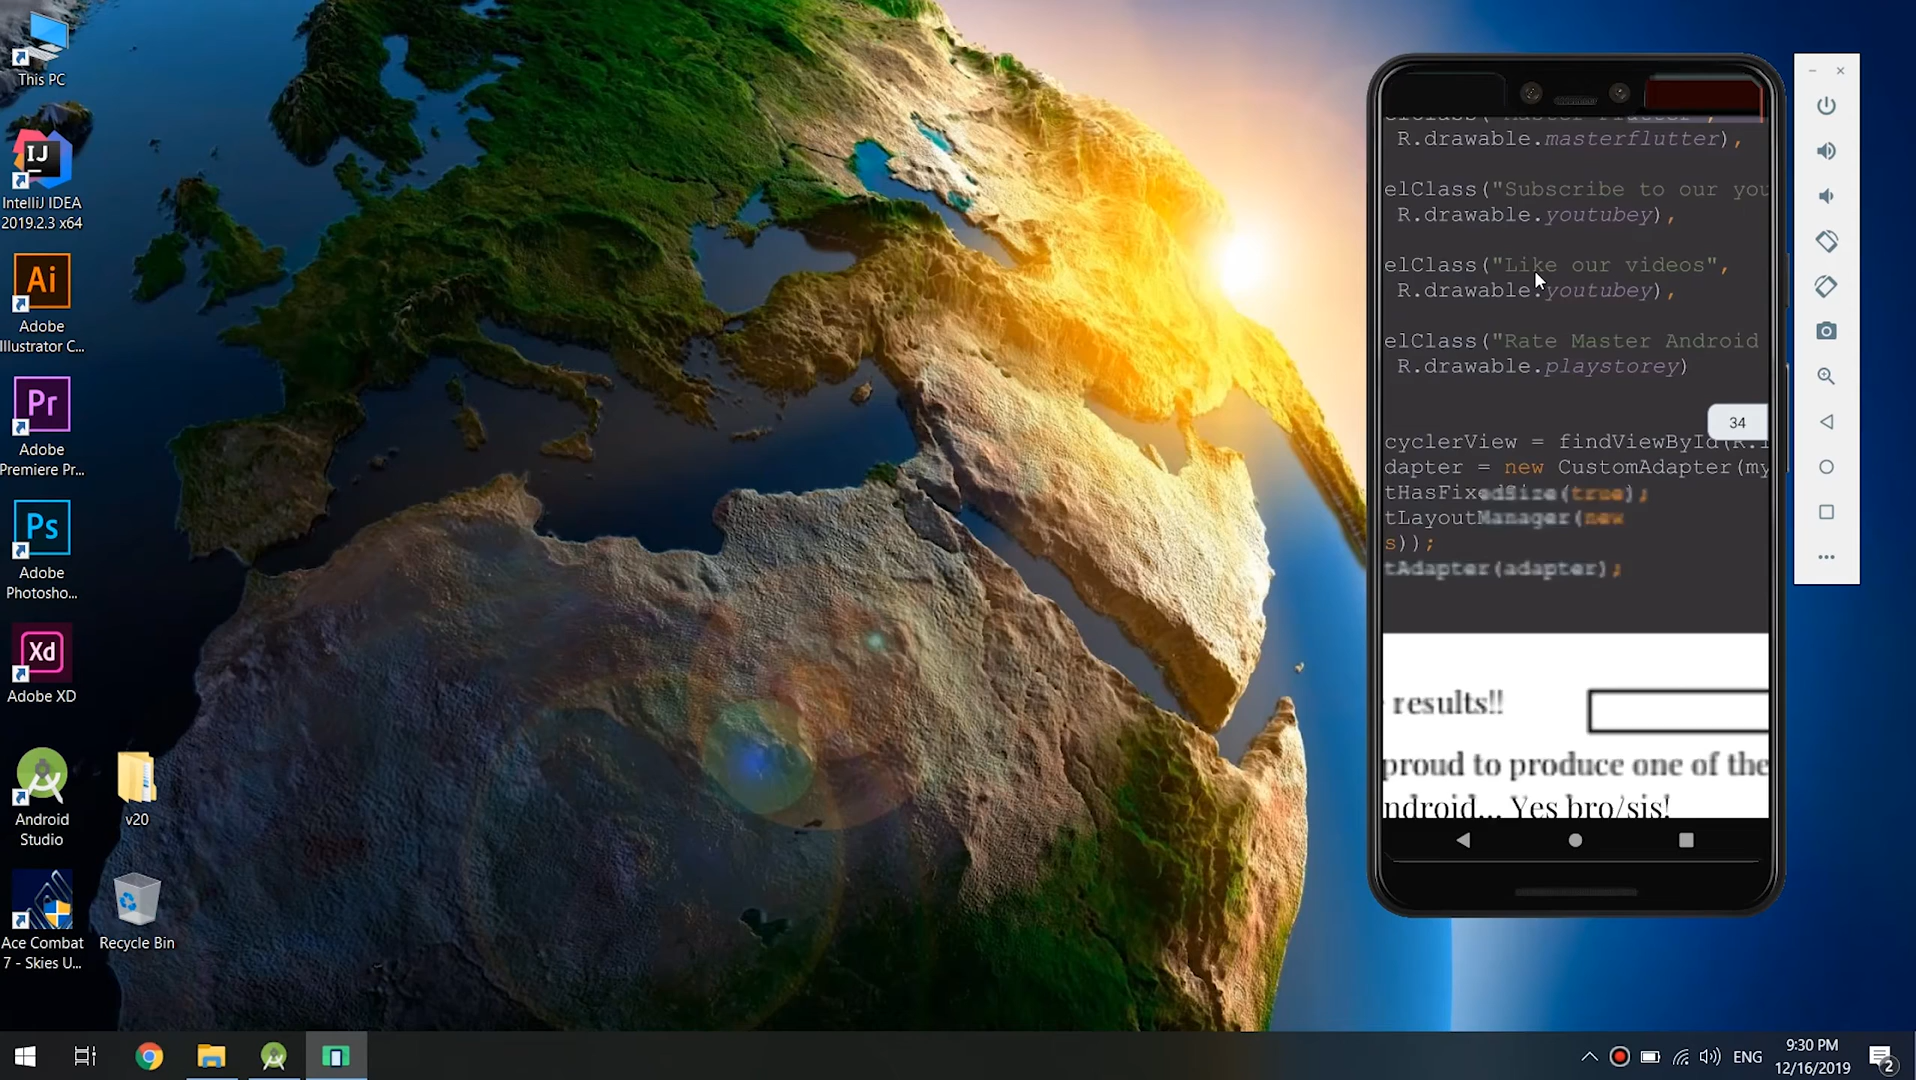 This PC
IJ
IntelliJ IDEA
2019.2.3 x64
Ai
Adobe
Illustrator C...
Pr
Adobe
Premiere Pr...
Ps
Adobe
Photosho...
Xd
Adobe XD
Android
Studio
v20
Ace Combat
7 - Skies U...
Recycle Bin
R.drawable.masterflutter),
elClass("Subscribe to our you
R.drawable.youtubey),
elClass("Like our videos",
R.drawable.youtubey),
elClass("Rate Master Android
R.drawable.playstorey)
34
cyclerView = findViewById(R.i
dapter = new CustomAdapter(my
tHasFixedSize(true);
tLayoutManager(new
s));
tAdapter(adapter);
results!!
proud to produce one of the
ndroid... Yes bro/sis!
ENG
9:30 PM
12/16/2019
2